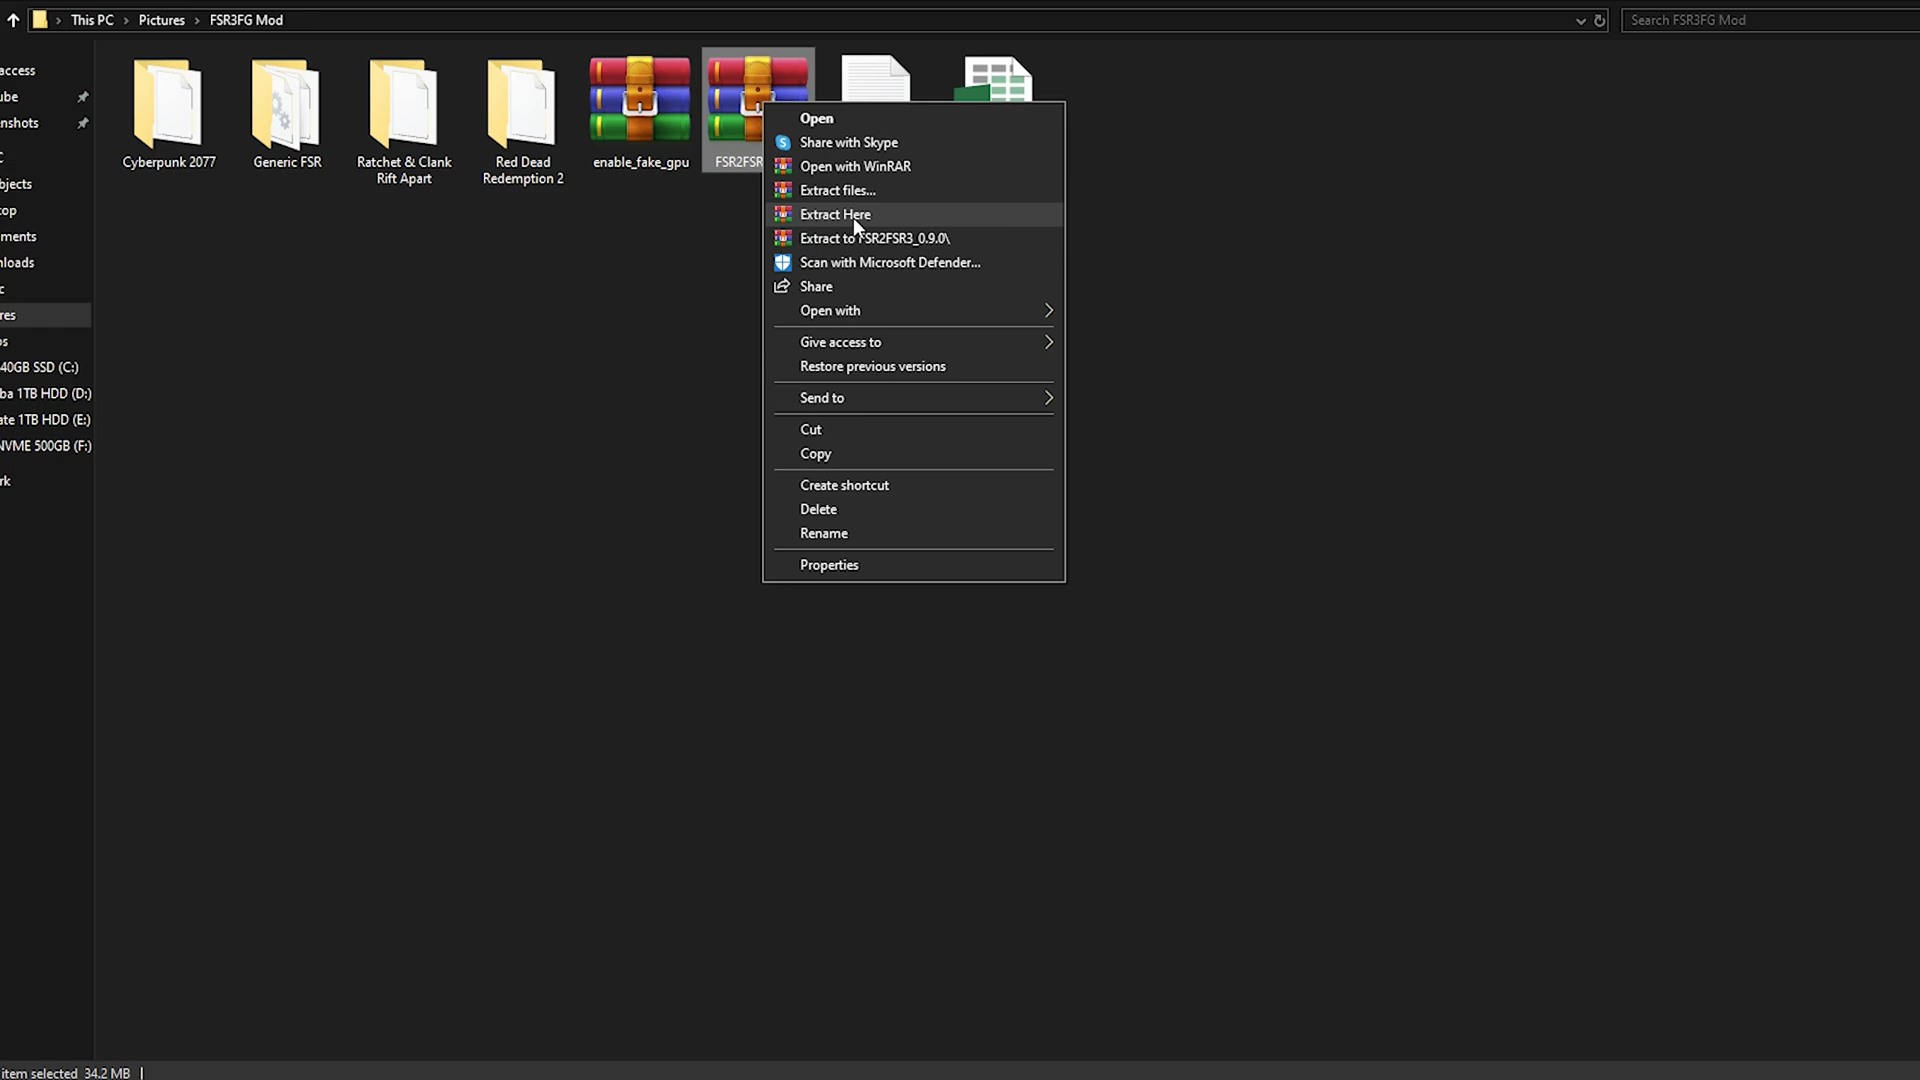 This PC > Pictures > FSR3FG Mod
Search FSR3FG Mod
access
ube
enshots
C
bjects
top
ments
nloads
c
res
os
40GB SSD (C:)
ba 1TB HDD (D:)
ate 1TB HDD (E:)
NVME 500GB (F:)
rk
Cyberpunk 2077
Generic FSR
Ratchet & Clank
Rift Apart
Red Dead
Redemption 2
enable_fake_gpu
FSR2FSR
Open
Share with Skype
Open with WinRAR
Extract files...
Extract Here
Extract to FSR2FSR3_0.9.0\
Scan with Microsoft Defender...
Share
Open with
Give access to
Restore previous versions
Send to
Cut
Copy
Create shortcut
Delete
Rename
Properties
item selected 34.2 MB